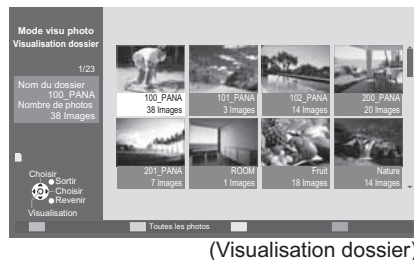 Mode visu photo
Visualisation dossier
1/23
Nom du dossier
100_PANA
Nombre de photos
38 Images
Choisir
Sortir
Choisir
Revenir
Visualisation
100_PANA
38 Images
101_PANA
3 Images
102_PANA
14 Images
200_PANA
20 Images
201_PANA
7 Images
ROOM
1 Images
Fruit
18 Images
Nature
14 Images
Toutes les photos
(Visualisation dossier)